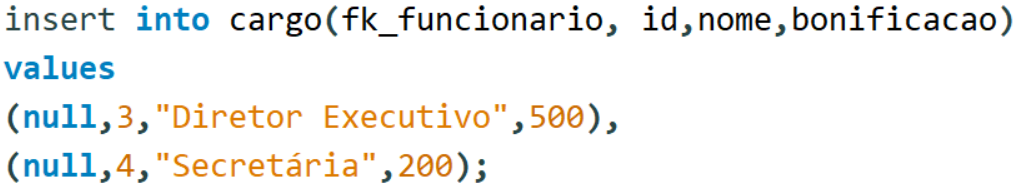 insert into cargo(fk_funcionario, id,nome,bonificacao)
values
(null,3,"Diretor Executivo",500),
(null,4,"Secretária",200);